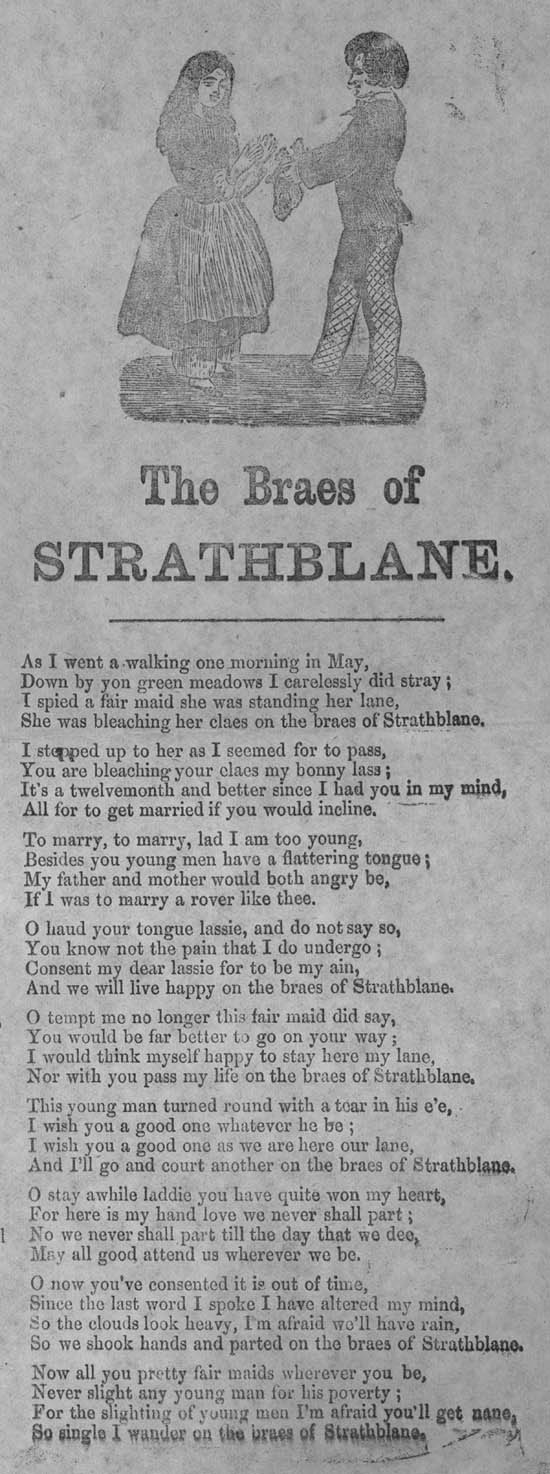 The Braes of
STRATHBLANE.
As I went a walking one morning in May,
Down by yon green meadows I carelessly did stray;
I spied a fair maid she was standing her lane,
She was bleaching her claes on the braes of Strathblane.
I stepped up to her as I seemed for to pass,
You are bleaching your claes my bonny lass;
It's a twelvemonth and better since I had you in my mind,
All for to get married if you would incline.
To marry, to marry, lad I am too young,
Besides you young men have a flattering tongue;
My father and mother would both angry be,
If I was to marry a rover like thee.
O haud your tongue lassie, and do not say so,
You know not the pain that I do undergo;
Consent my dear lassie for to be my ain,
And we will live happy on the braes of Strathblane.
O tempt me no longer this fair maid did say,
You would be far better to go on your way;
I would think myself happy to stay here my lane,
Nor with you pass my life on the braes of Strathblane.
This young man turned round with a tear in his e'e,
I wish you a good one whatever he be;
I wish you a good one as we are here our lane,
And I'll go and court another on the braes of Strathblane.
O stay awhile laddie you have quite won my heart,
For here is my hand love we never shall part;
No we never shall part till the day that we dee,
May all good attend us wherever we be.
O now you've consented it is out of time,
Since the last word I spoke I have altered my mind,
So the clouds look heavy, I'm afraid we'll have rain,
So we shook hands and parted on the braes of Strathblane.
Now all you pretty fair maids wherever you be,
Never slight any young man for his poverty;
For the slighting of young men I'm afraid you'll get nane,
So single I wander on the braes of Strathblane.